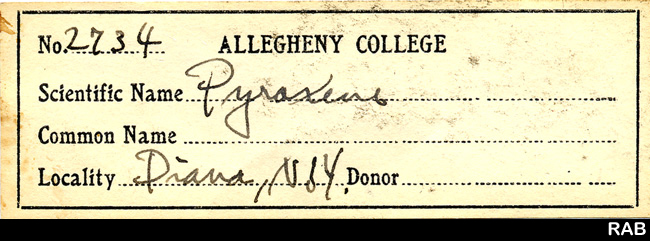 No. 2734 ALLEGHENY COLLEGE
Scientific Name Pyroxene
Common Name
Locality Diana, N.Y. Donor
RAB